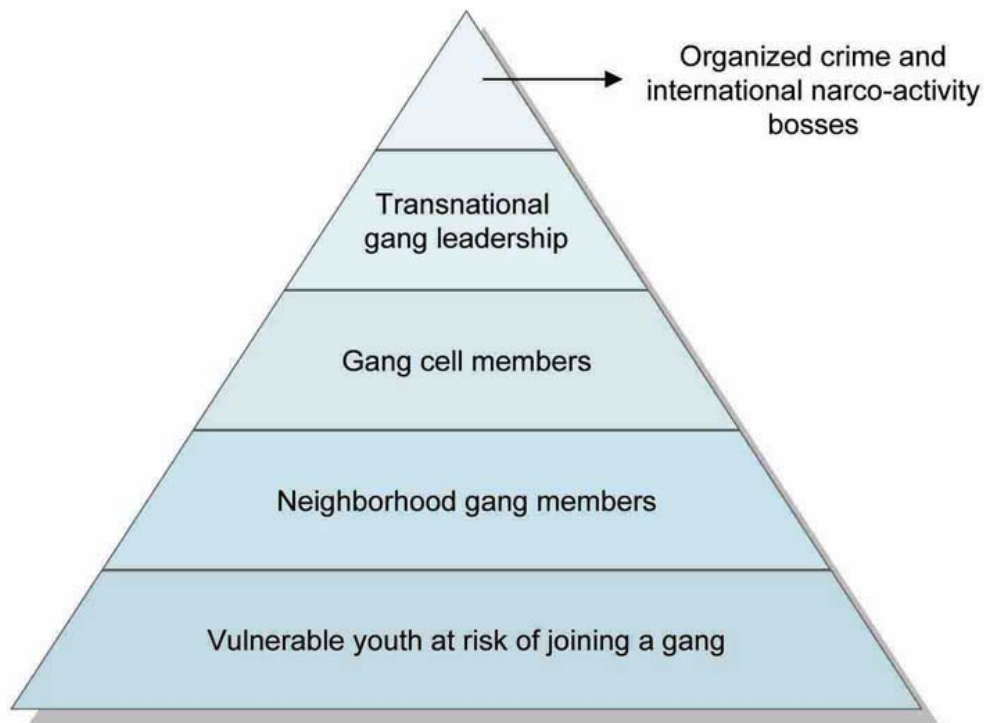 Organized crime and
international narco-activity
bosses
Transnational
gang leadership
Gang cell members
Neighborhood gang members
Vulnerable youth at risk of joining a gang